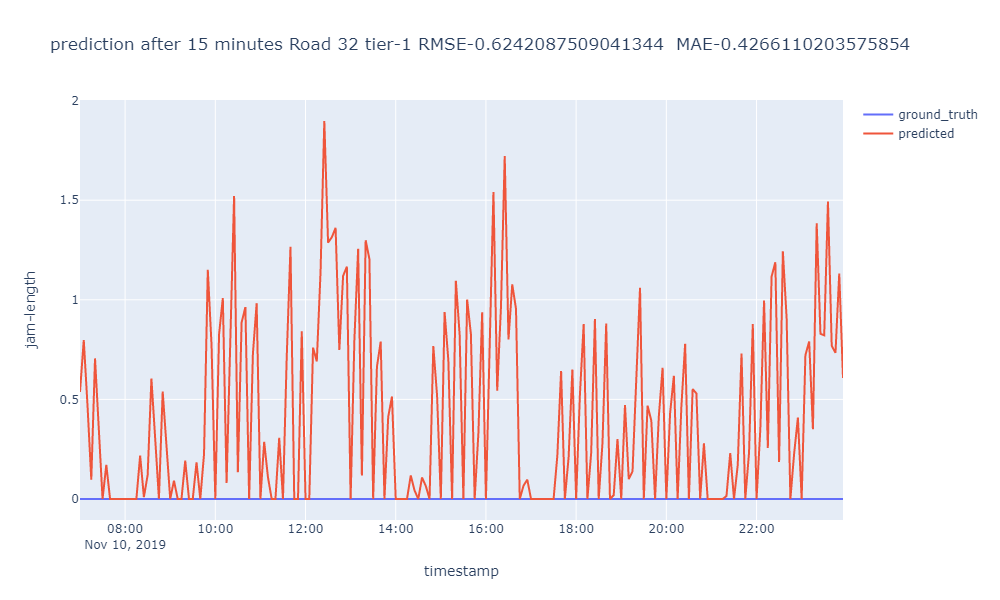 prediction after 15 minutes Road 32 tier-1 RMSE-0.6242087509041344  MAE-0.4266110203575854
ground_truth
predicted
jam-length
2
1.5
1
0.5
0
08:00 10:00 12:00 14:00 16:00 18:00 20:00 22:00
Nov 10, 2019
timestamp